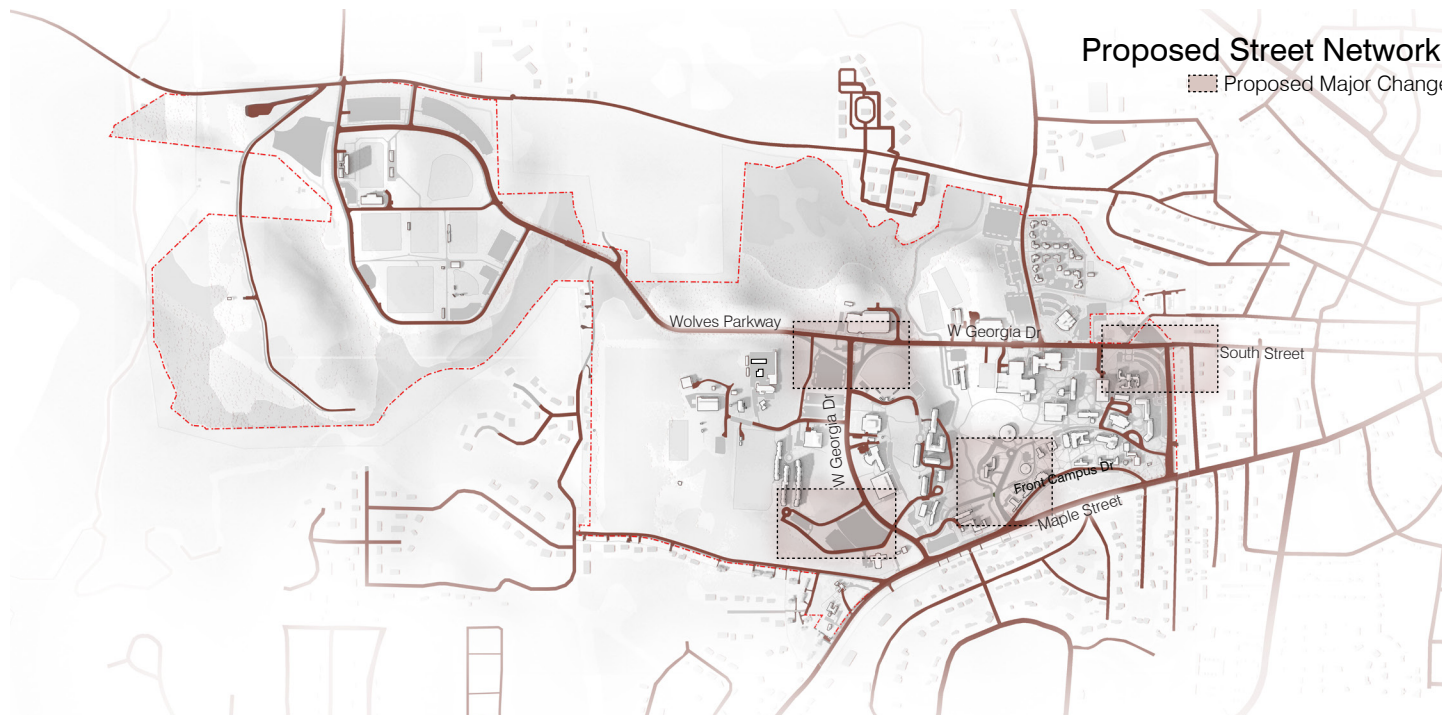 Proposed Street Network
Proposed Major Change
Wolves Parkway
W Georgia Dr
South Street
W Georgia Dr
Front Campus Dr
Maple Street